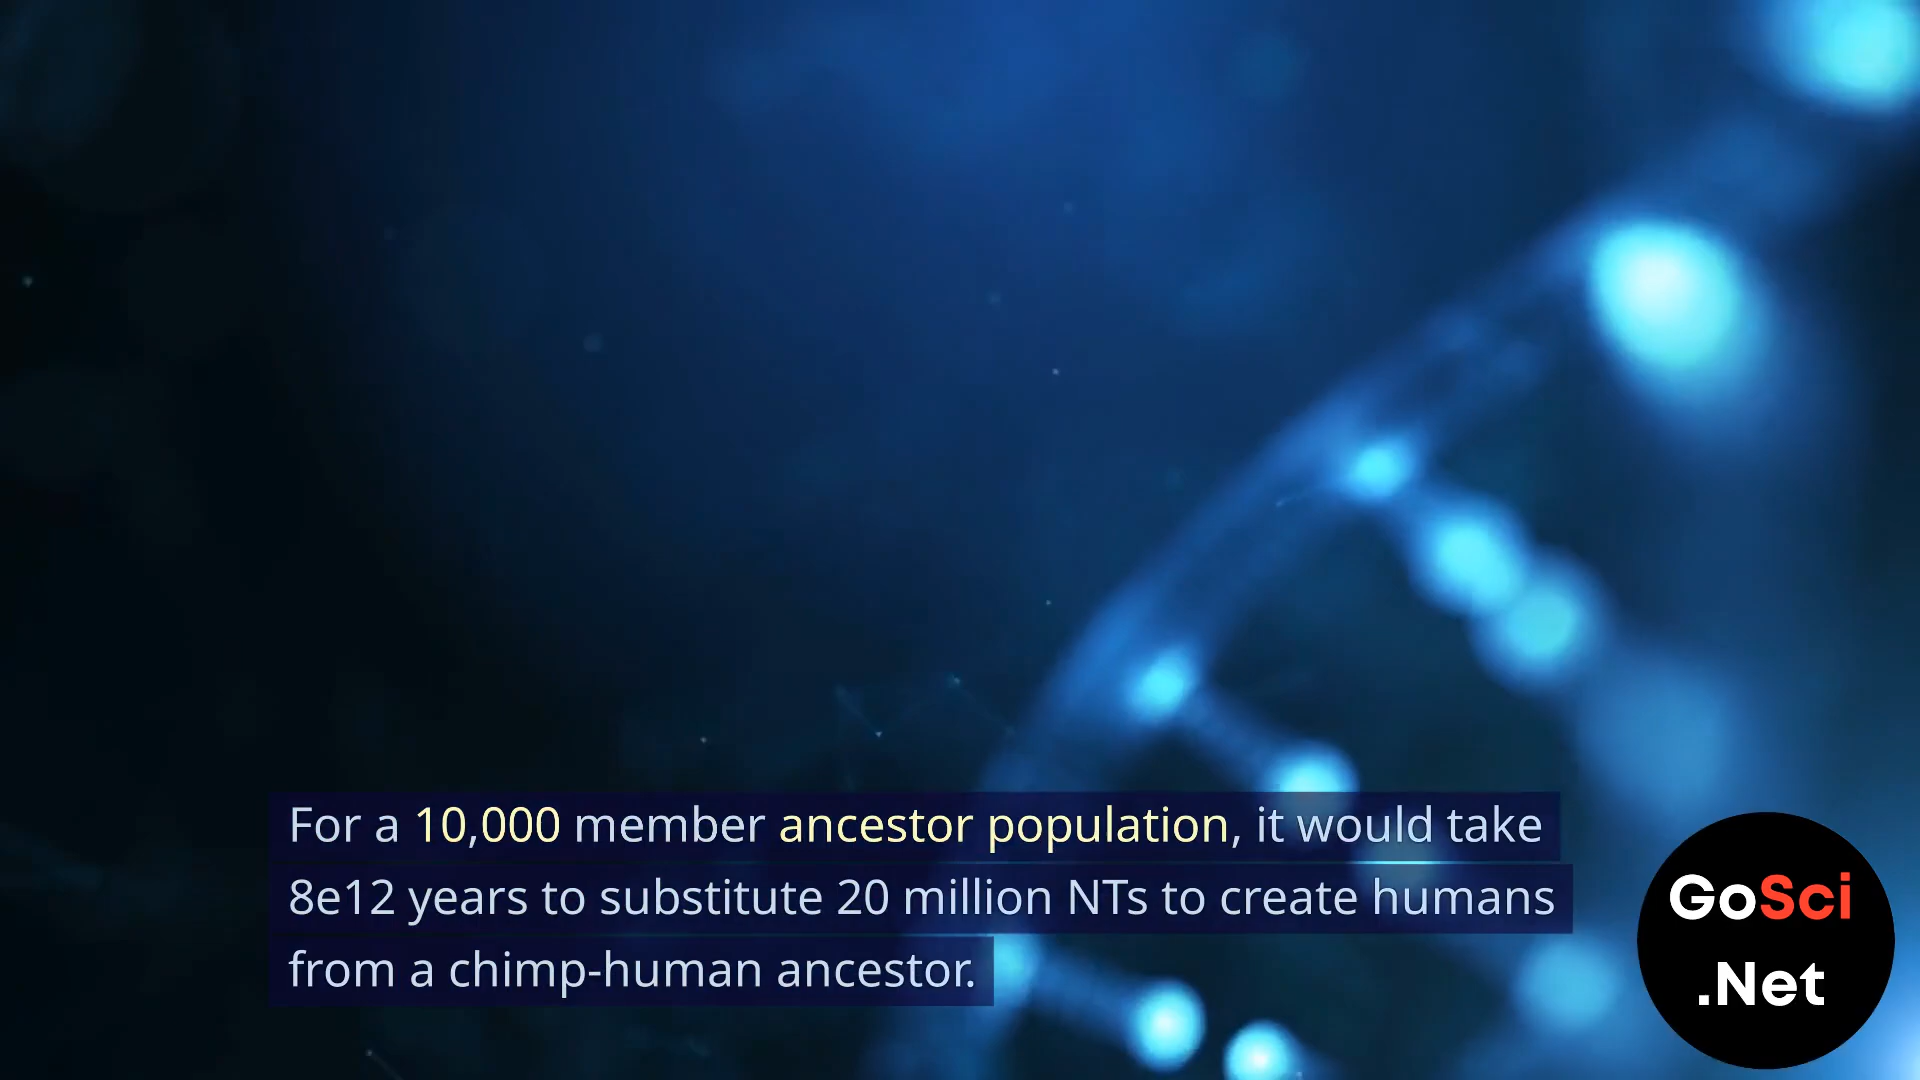 For a 10,000 member ancestor population, it would take
8e12 years to substitute 20 million NTs to create humans
from a chimp-human ancestor.
GoSci
.Net